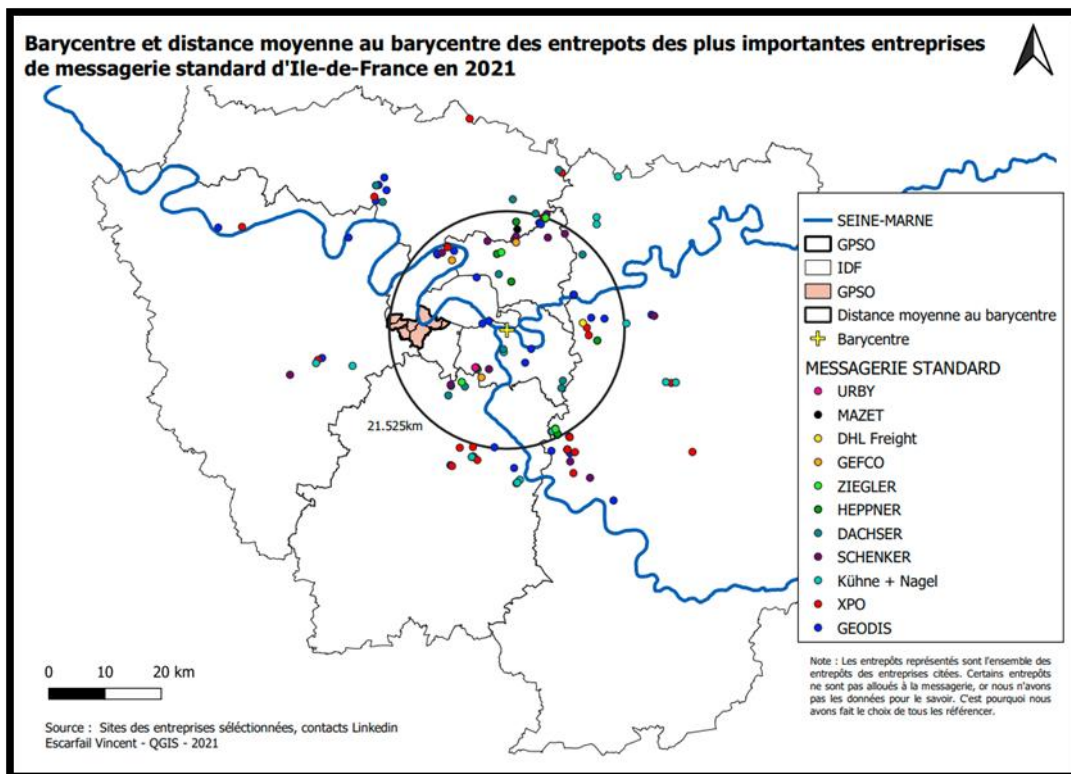 Barycentre et distance moyenne au barycentre des entrepots des plus importantes entreprises
de messagerie standard d'Ile-de-France en 2021
SEINE-MARNE
GPSO
IDF
GPSO
Distance moyenne au barycentre
Barycentre
MESSAGERIE STANDARD
URBY
MAZET
DHL Freight
GEFCO
ZIEGLER
HEPPNER
DACHSER
SCHENKER
Kühne + Nagel
XPO
GEODIS
21.525km
0 10 20 km
Note : Les entrepôts représentés sont l'ensemble des
entrepôts des entreprises citées. Certains entrepôts
ne sont pas alloués à la messagerie, or nous n'avons
pas les données pour le savoir. C'est pourquoi nous
avons fait le choix de tous les référencer.
Source : Sites des entreprises séléctionnées, contacts Linkedin
Escarfail Vincent - QGIS - 2021